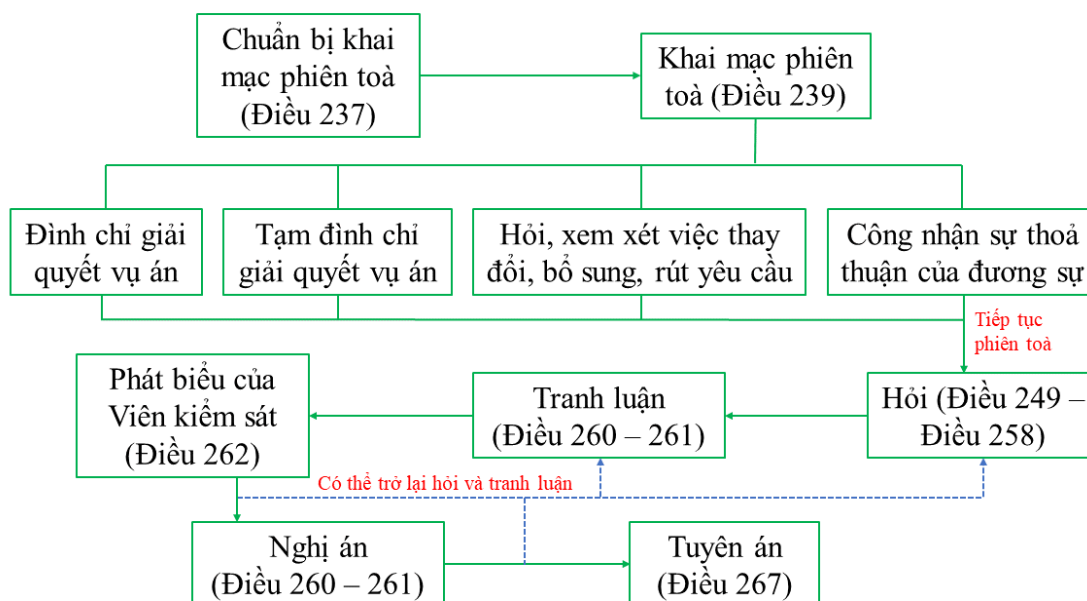 Chuẩn bị khai
mạc phiên toà
(Điều 237)
Khai mạc phiên
toà (Điều 239)
Đình chỉ giải
quyết vụ án
Tạm đình chỉ
giải quyết vụ án
Hỏi, xem xét việc thay
đổi, bổ sung, rút yêu cầu
Công nhận sự thoả
thuận của đương sự
Tiếp tục
phiên toà
Hỏi (Điều 249 –
Điều 258)
Tranh luận
(Điều 260 – 261)
Phát biểu của
Viên kiểm sát
(Điều 262)
Có thể trở lại hỏi và tranh luận
Nghị án
(Điều 260 – 261)
Tuyên án
(Điều 267)